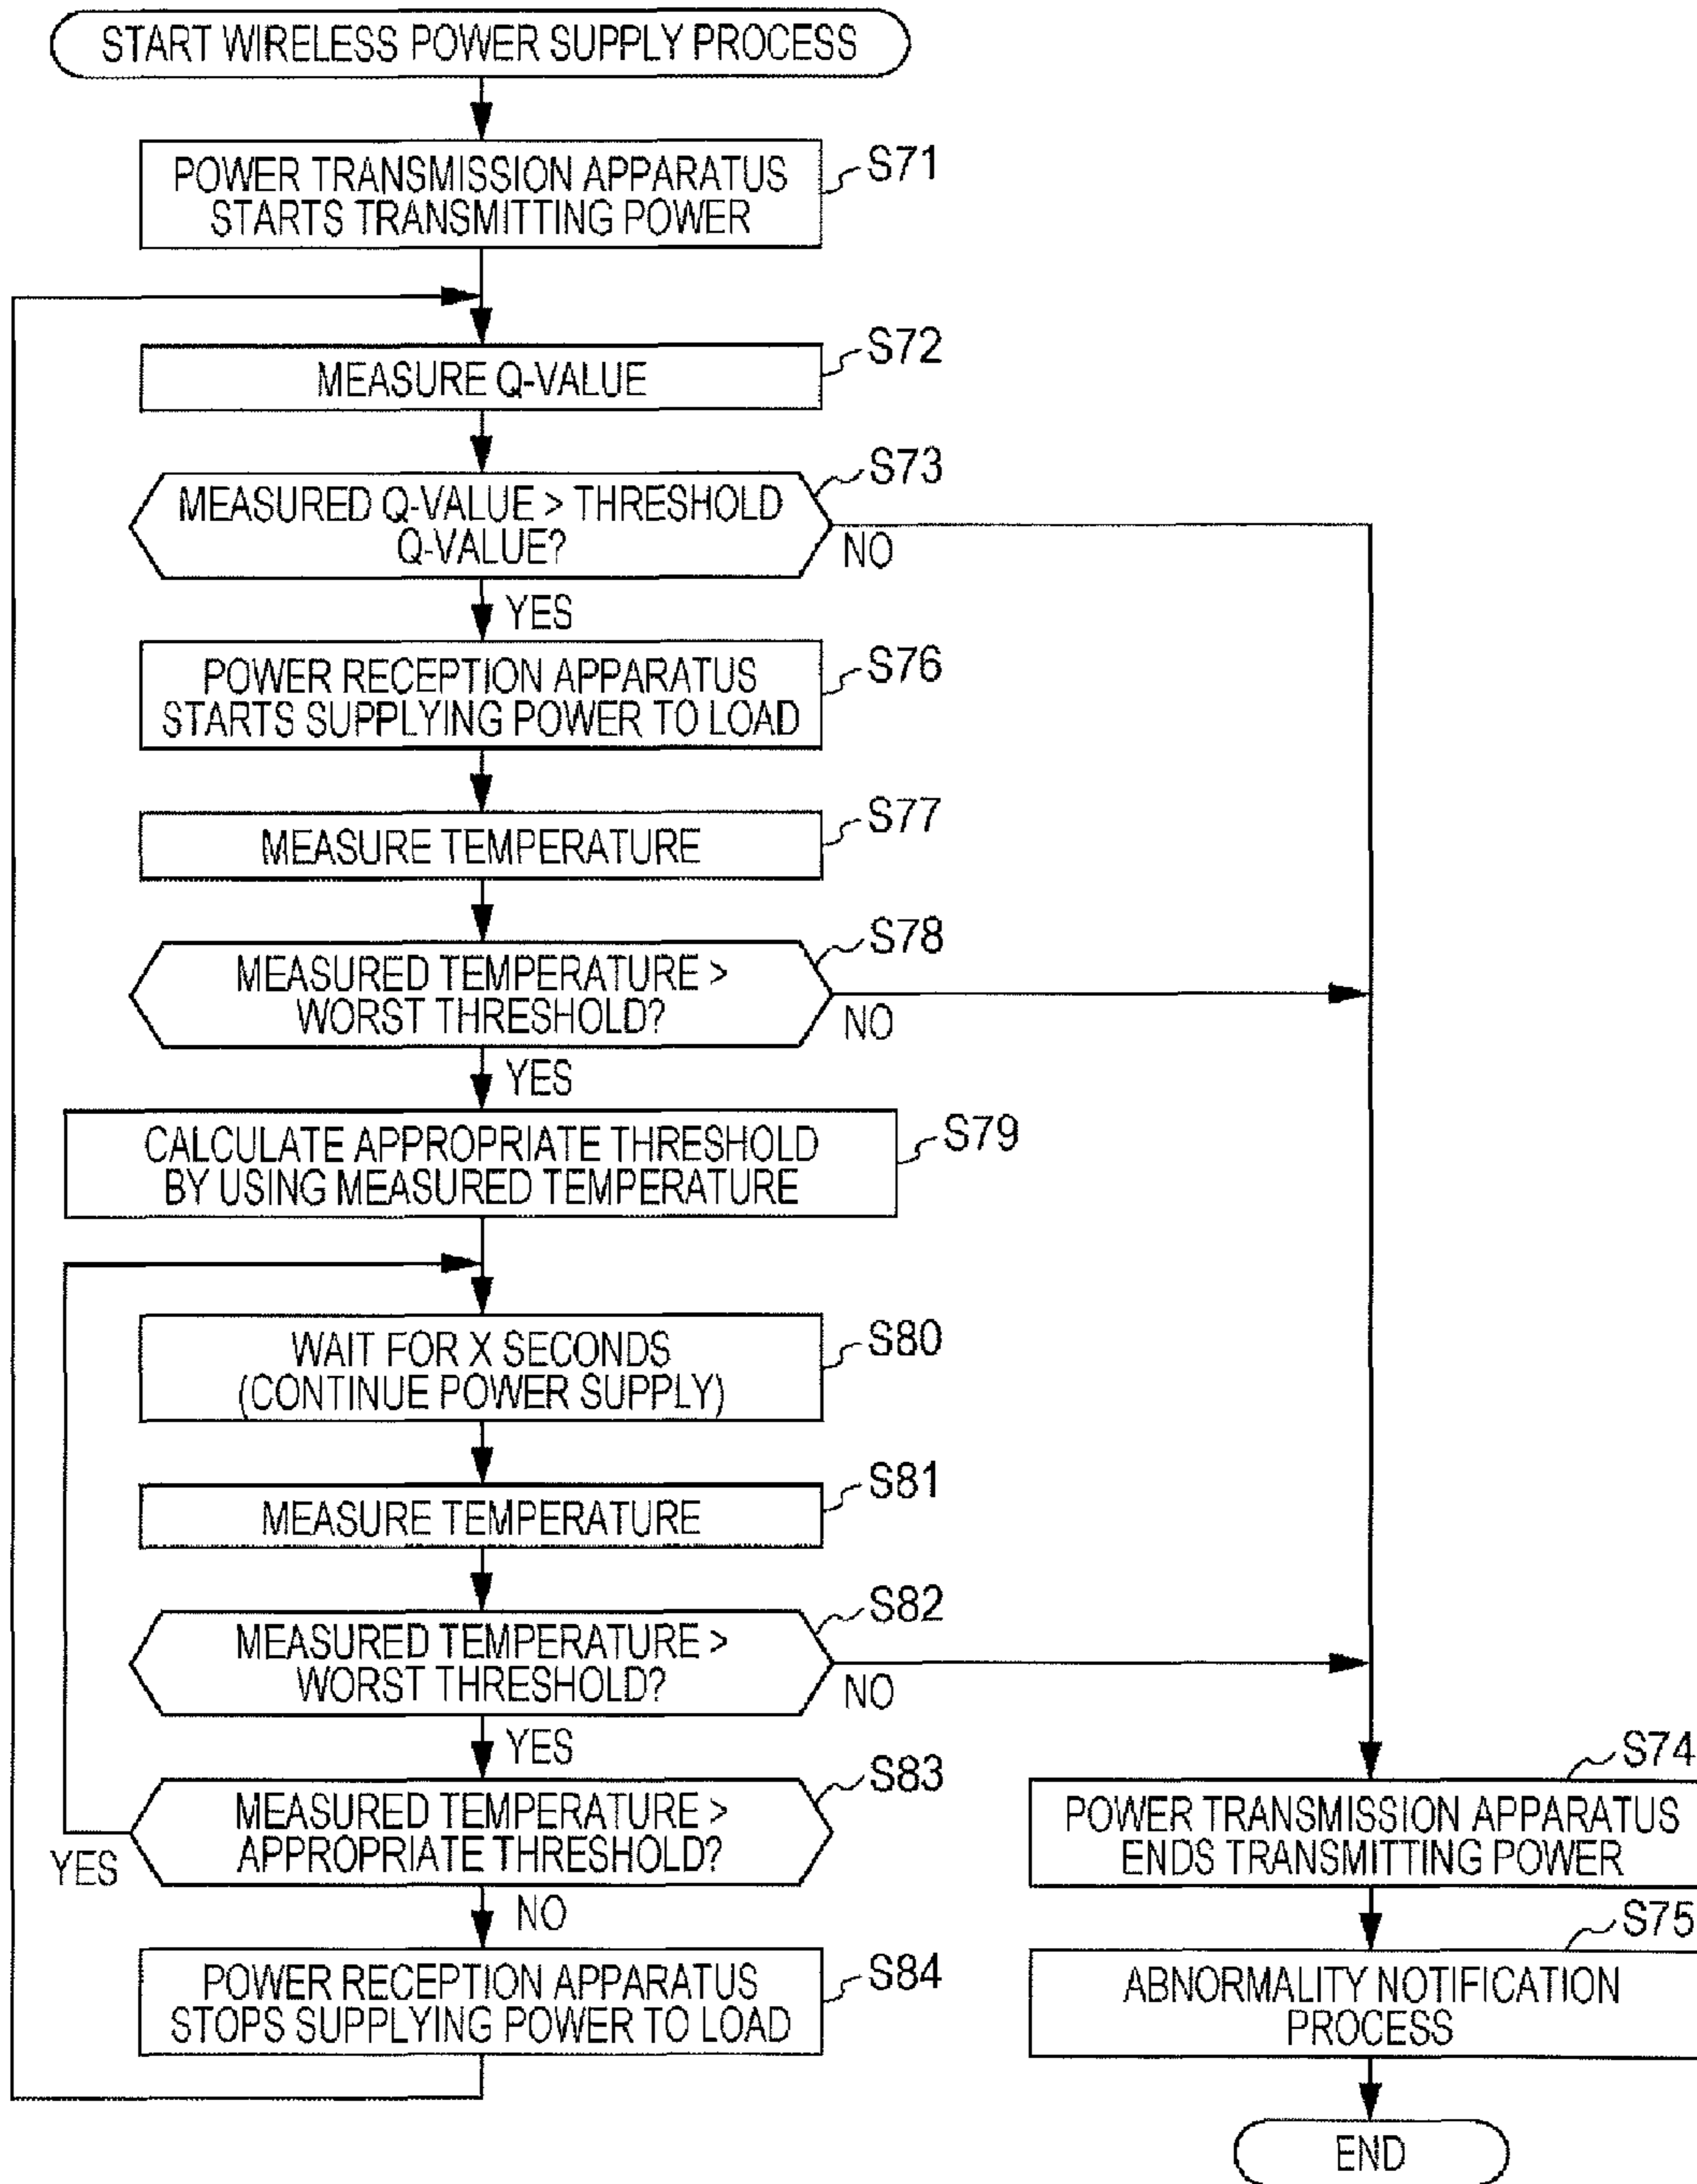 START WIRELESS POWER SUPPLY PROCESS
POWER TRANSMISSION APPARATUS
STARTS TRANSMITTING POWER
S71
MEASURE Q-VALUE
S72
MEASURED Q-VALUE > THRESHOLD
Q-VALUE?
S73
NO
YES
POWER RECEPTION APPARATUS
STARTS SUPPLYING POWER TO LOAD
S76
MEASURE TEMPERATURE
S77
MEASURED TEMPERATURE >
WORST THRESHOLD?
S78
NO
YES
CALCULATE APPROPRIATE THRESHOLD
BY USING MEASURED TEMPERATURE
S79
WAIT FOR X SECONDS
(CONTINUE POWER SUPPLY)
S80
MEASURE TEMPERATURE
S81
MEASURED TEMPERATURE >
WORST THRESHOLD?
S82
NO
YES
MEASURED TEMPERATURE >
APPROPRIATE THRESHOLD?
S83
YES
NO
POWER RECEPTION APPARATUS
STOPS SUPPLYING POWER TO LOAD
S84
S74
POWER TRANSMISSION APPARATUS
ENDS TRANSMITTING POWER
S75
ABNORMALITY NOTIFICATION
PROCESS
END